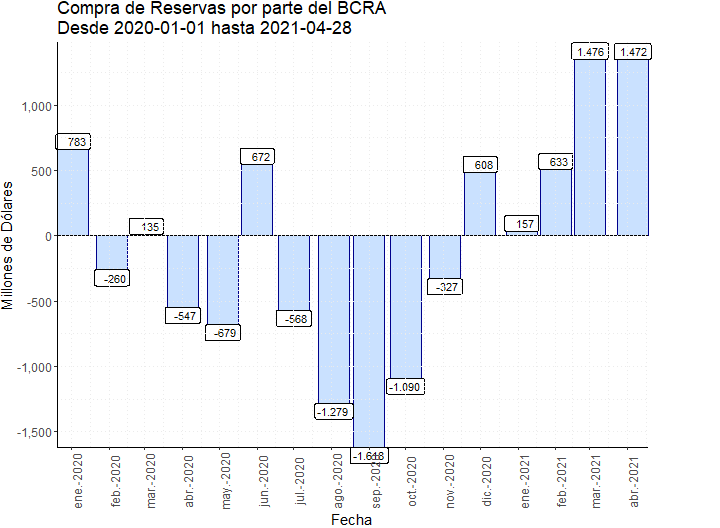 Compra de Reservas por parte del BCRA
Desde 2020-01-01 hasta 2021-04-28
Millones de Dólares
1,000
500
0
-500
-1,000
-1,500
783
-260
135
-547
-679
672
-568
-1.279
-1.618
-1.090
-327
608
157
633
1.476
1.472
ene.-2020
feb.-2020
mar.-2020
abr.-2020
may.-2020
jun.-2020
jul.-2020
ago.-2020
sep.-2020
oct.-2020
nov.-2020
dic.-2020
ene.-2021
feb.-2021
mar.-2021
abr.-2021
Fecha